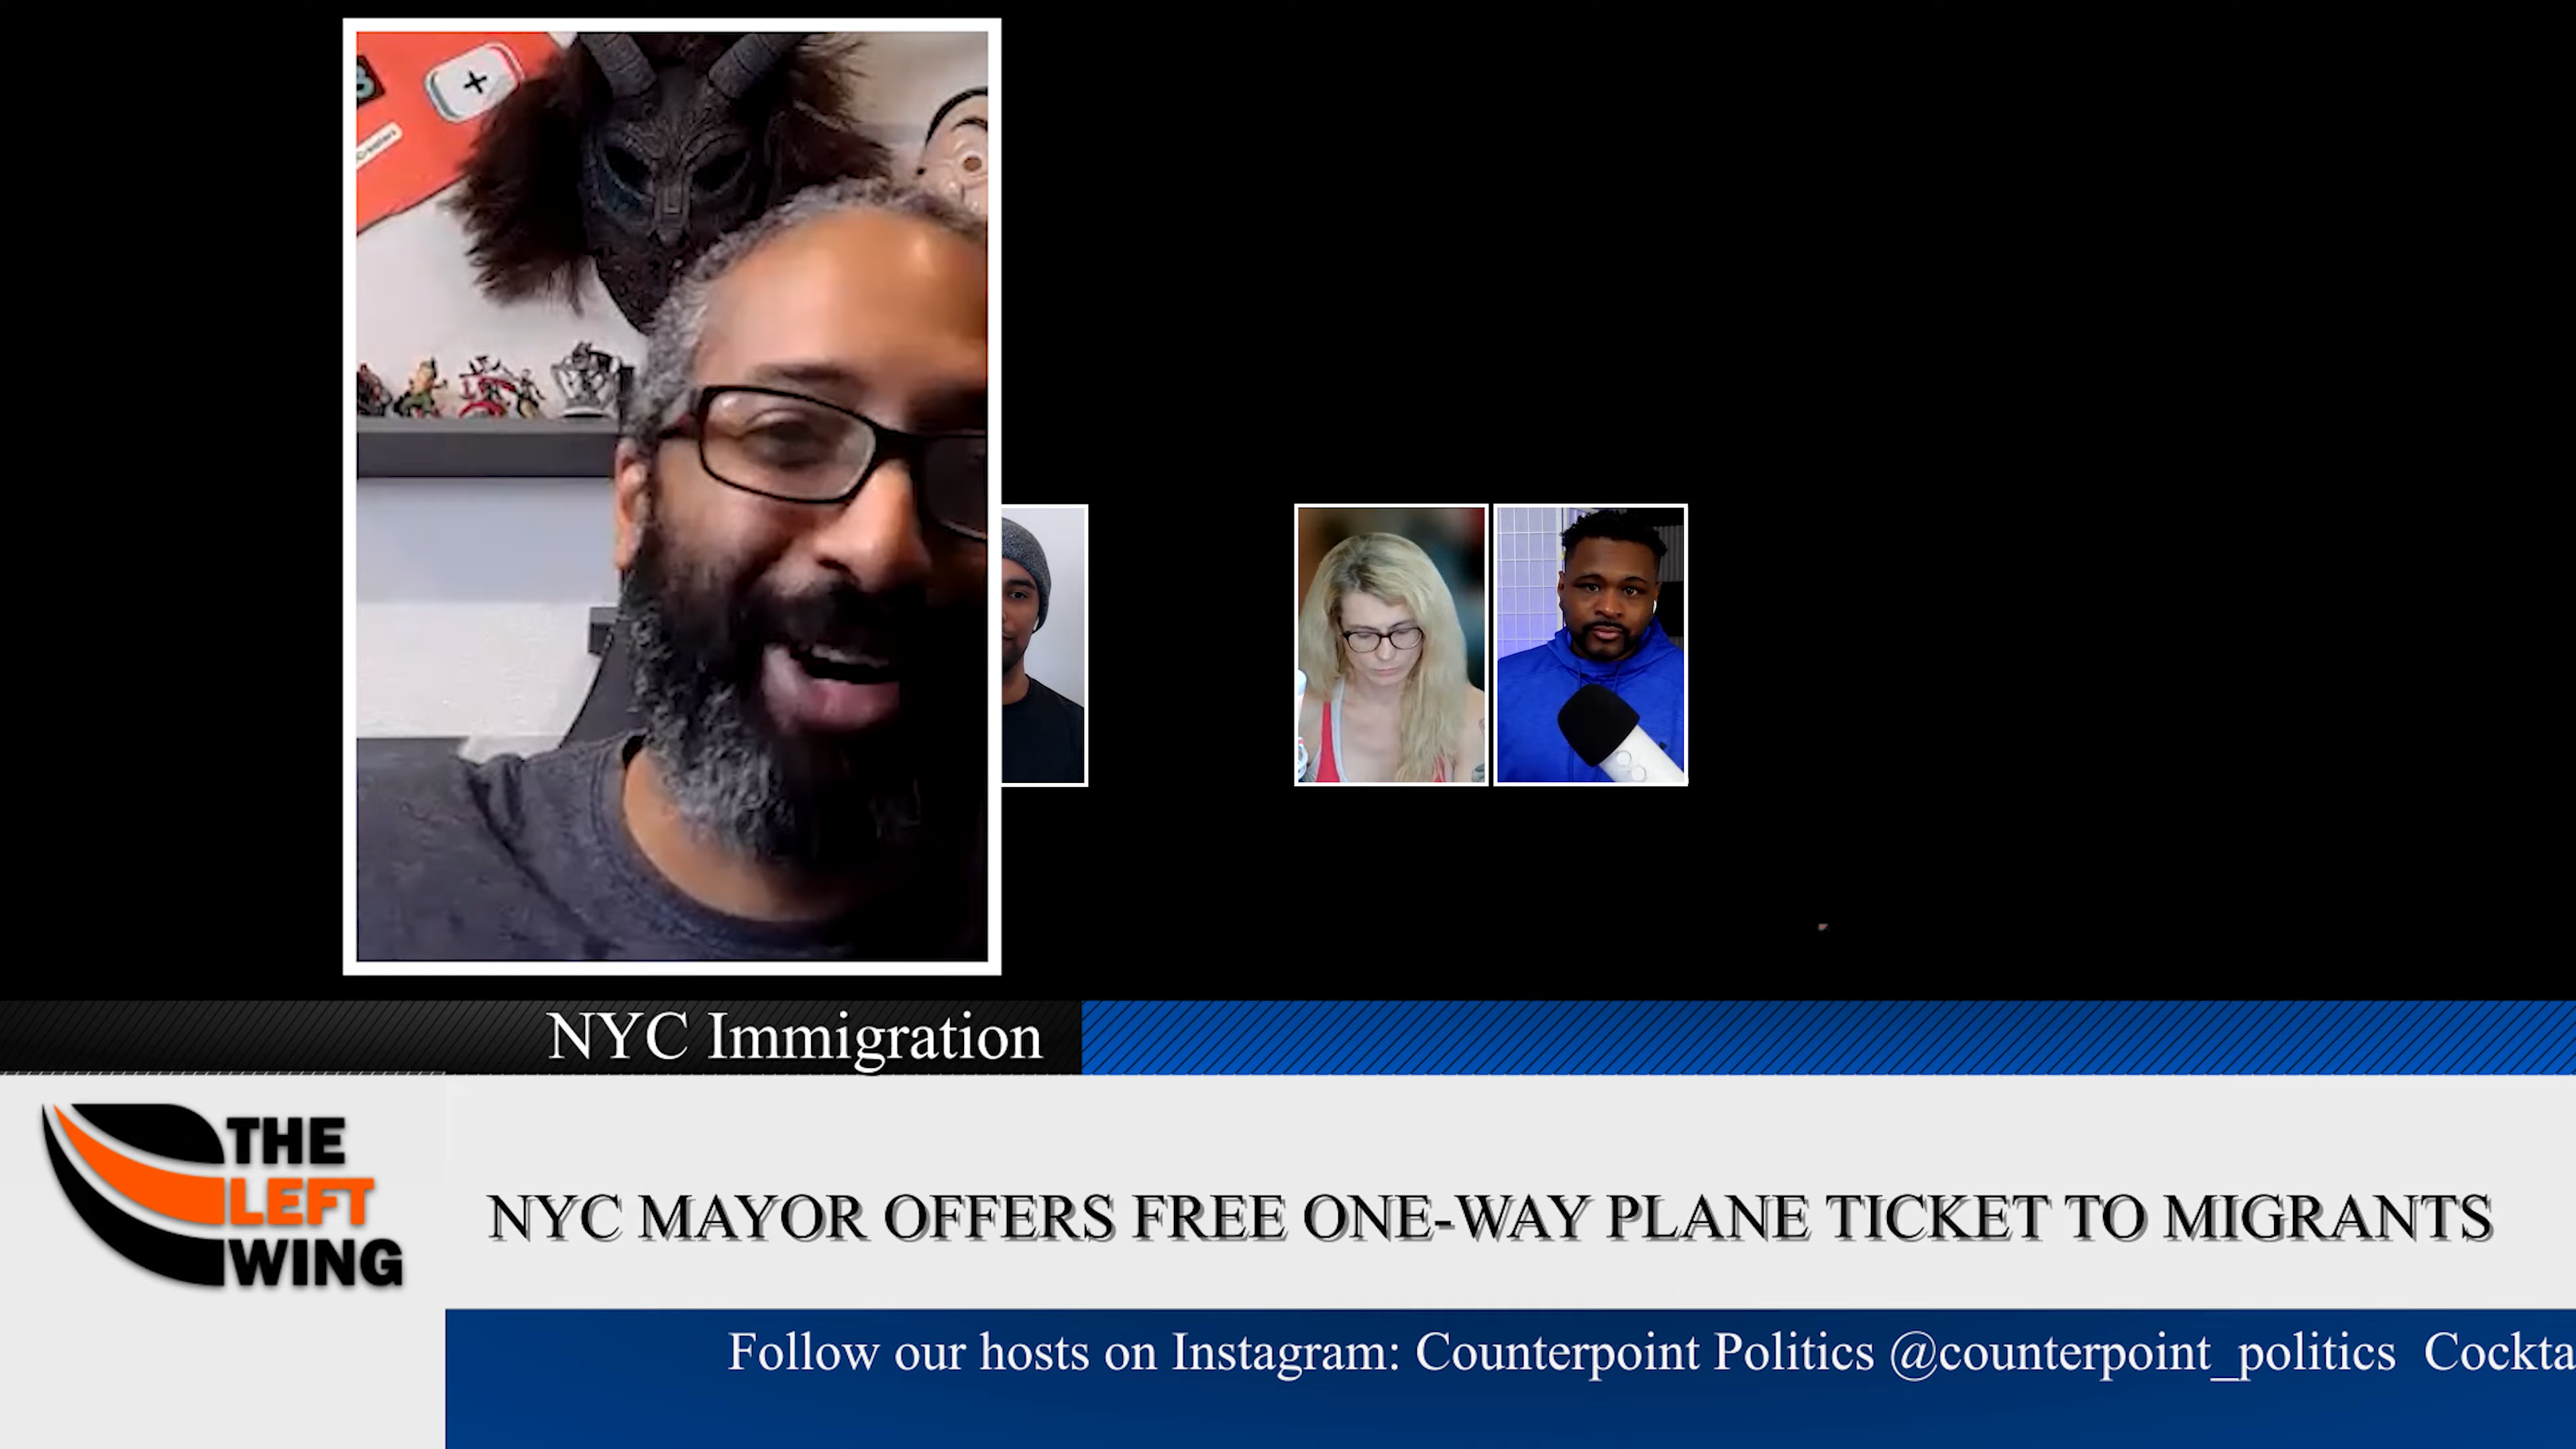 +
NYC Immigration
THE
LEFT
WING
NYC MAYOR OFFERS FREE ONE-WAY PLANE TICKET TO MIGRANTS
Follow our hosts on Instagram: Counterpoint Politics @counterpoint_politics Cockta